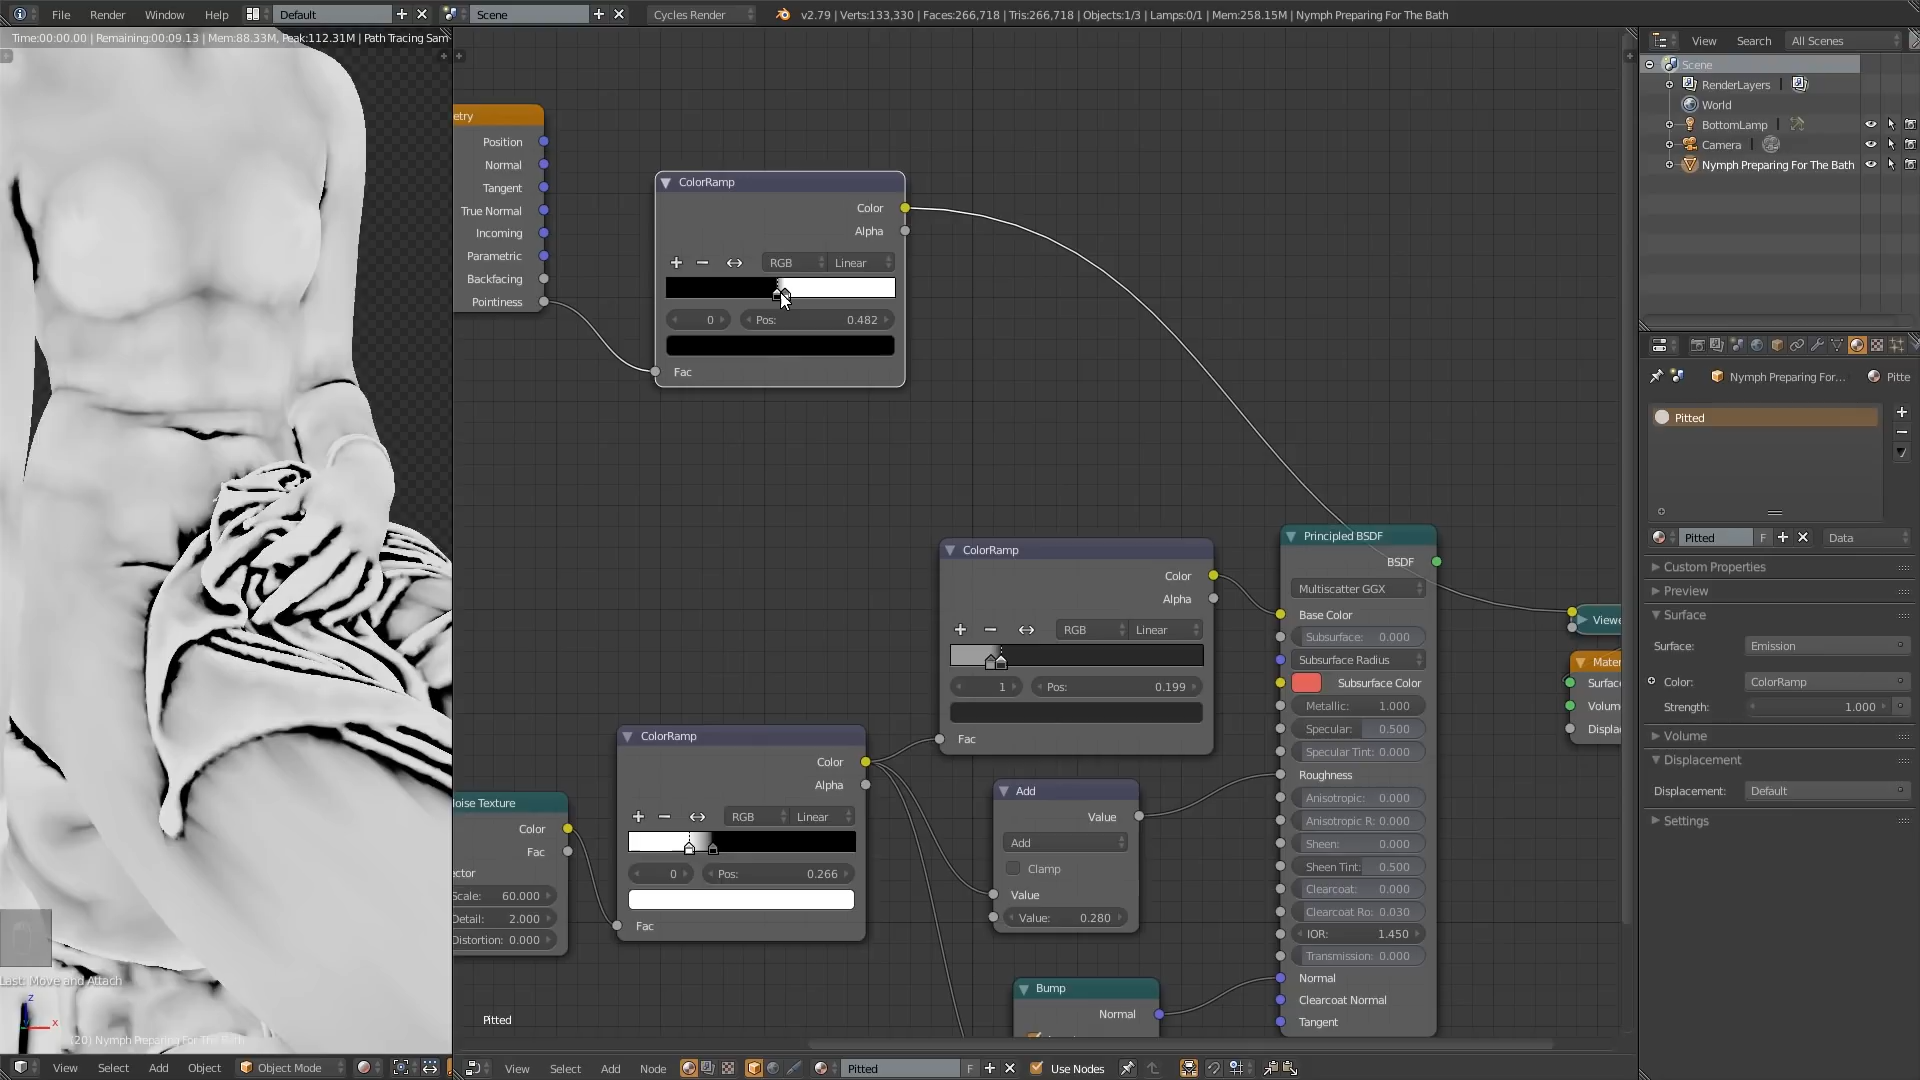 File Render Window Help Default Scene Cycles Render v2.79 | Verts:133,330 | Faces:266,718 | Tris:266,718 | Objects:1/3 | Lamps:0/1 | Mem:258.15M | Nymph Preparing For The Bath
Time:00:00.00 | Remaining:00:09.13 | Mem:88.33M, Peak:112.31M | Path Tracing Sam
View Search All Scenes
Scene
RenderLayers
World
BottomLamp
Camera
Nymph Preparing For The Bath
etry
Position
Normal
Tangent
True Normal
Incoming
Parametric
Backfacing
Pointiness
ColorRamp
Color
Alpha
RGB Linear
0 Pos: 0.482
Fac
ColorRamp
Color
Alpha
RGB Linear
1 Pos: 0.199
Fac
ColorRamp
Color
Alpha
RGB Linear
0 Pos: 0.266
Fac
oise Texture
Color
Fac
ector
Scale: 60.000
Detail: 2.000
Distortion: 0.000
Add
Value
Add
Clamp
Value
Value: 0.280
Bump
Normal
Principled BSDF
BSDF
Multiscatter GGX
Base Color
Subsurface: 0.000
Subsurface Radius
Subsurface Color
Metallic: 1.000
Specular: 0.500
Specular Tint: 0.000
Roughness
Anisotropic: 0.000
Anisotropic R: 0.000
Sheen: 0.000
Sheen Tint: 0.500
Clearcoat: 0.000
Clearcoat Ro: 0.030
IOR: 1.450
Transmission: 0.000
Normal
Clearcoat Normal
Tangent
Viewe
Mater
Surfac
Volum
Displa
Nymph Preparing For... Pitte
Pitted
Pitted F Data
Custom Properties
Preview
Surface
Surface: Emission
Color: ColorRamp
Strength: 1.000
Volume
Displacement
Displacement: Default
Settings
Last: Move and Attach
z
x
(20) Nymph Preparing For The Bath
Pitted
View Select Add Object Object Mode
View Select Add Node Pitted F Use Nodes